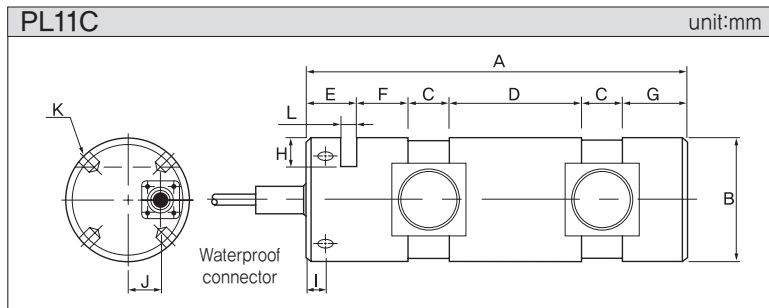 PL11C
unit:mm
A
E F C D C G
L
K
H
B
Waterproof
connector
J
I